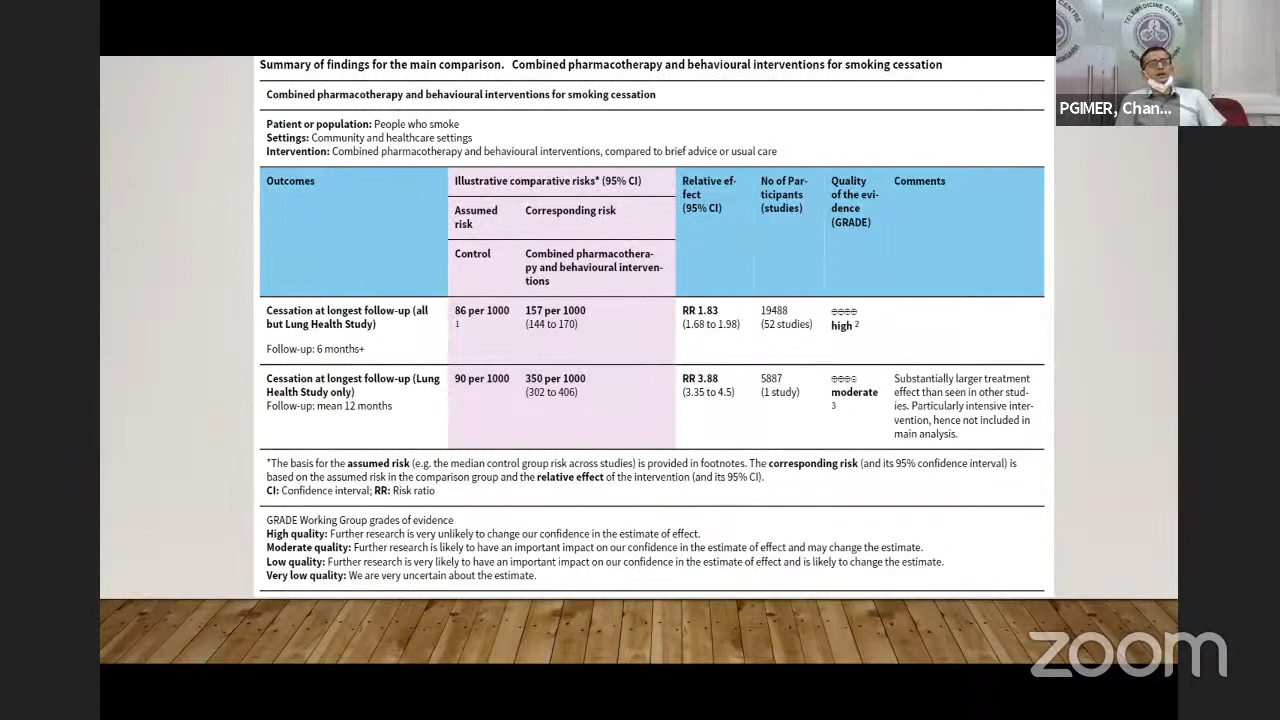 Summary of findings for the main comparison. Combined pharmacotherapy and behavioural interventions for smoking cessation
Combined pharmacotherapy and behavioural interventions for smoking cessation
Patient or population: People who smoke
Settings: Community and healthcare settings
Intervention: Combined pharmacotherapy and behavioural interventions, compared to brief advice or usual care
Outcomes
Illustrative comparative risks* (95% CI)
Relative ef-
fect
(95% CI)
No of Par-
ticipants
(studies)
Quality
of the evi-
dence
(GRADE)
Comments
Assumed
risk
Corresponding risk
Control
Combined pharmacothera-
py and behavioural interven-
tions
Cessation at longest follow-up (all
but Lung Health Study)
Follow-up: 6 months+
86 per 1000
1
157 per 1000
(144 to 170)
RR 1.83
(1.68 to 1.98)
19488
(52 studies)
high 2
Cessation at longest follow-up (Lung
Health Study only)
Follow-up: mean 12 months
90 per 1000
350 per 1000
(302 to 406)
RR 3.88
(3.35 to 4.5)
5887
(1 study)
moderate
3
Substantially larger treatment
effect than seen in other stud-
ies. Particularly intensive inter-
vention, hence not included in
main analysis.
*The basis for the assumed risk (e.g. the median control group risk across studies) is provided in footnotes. The corresponding risk (and its 95% confidence interval) is
based on the assumed risk in the comparison group and the relative effect of the intervention (and its 95% CI).
CI: Confidence interval; RR: Risk ratio
GRADE Working Group grades of evidence
High quality: Further research is very unlikely to change our confidence in the estimate of effect.
Moderate quality: Further research is likely to have an important impact on our confidence in the estimate of effect and may change the estimate.
Low quality: Further research is very likely to have an important impact on our confidence in the estimate of effect and is likely to change the estimate.
Very low quality: We are very uncertain about the estimate.
TELEMEDICINE CENTRE
PGIMER, Chan...
zoom